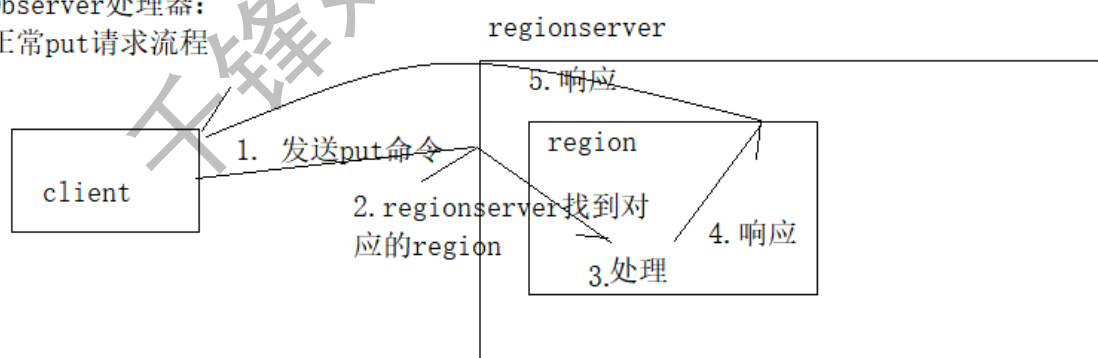 Observer处理器：
正常put请求流程
regionserver
5.响应
region
1. 发送put命令
client
2.regionserver找到对
应的region
4.响应
3.处理
千锋